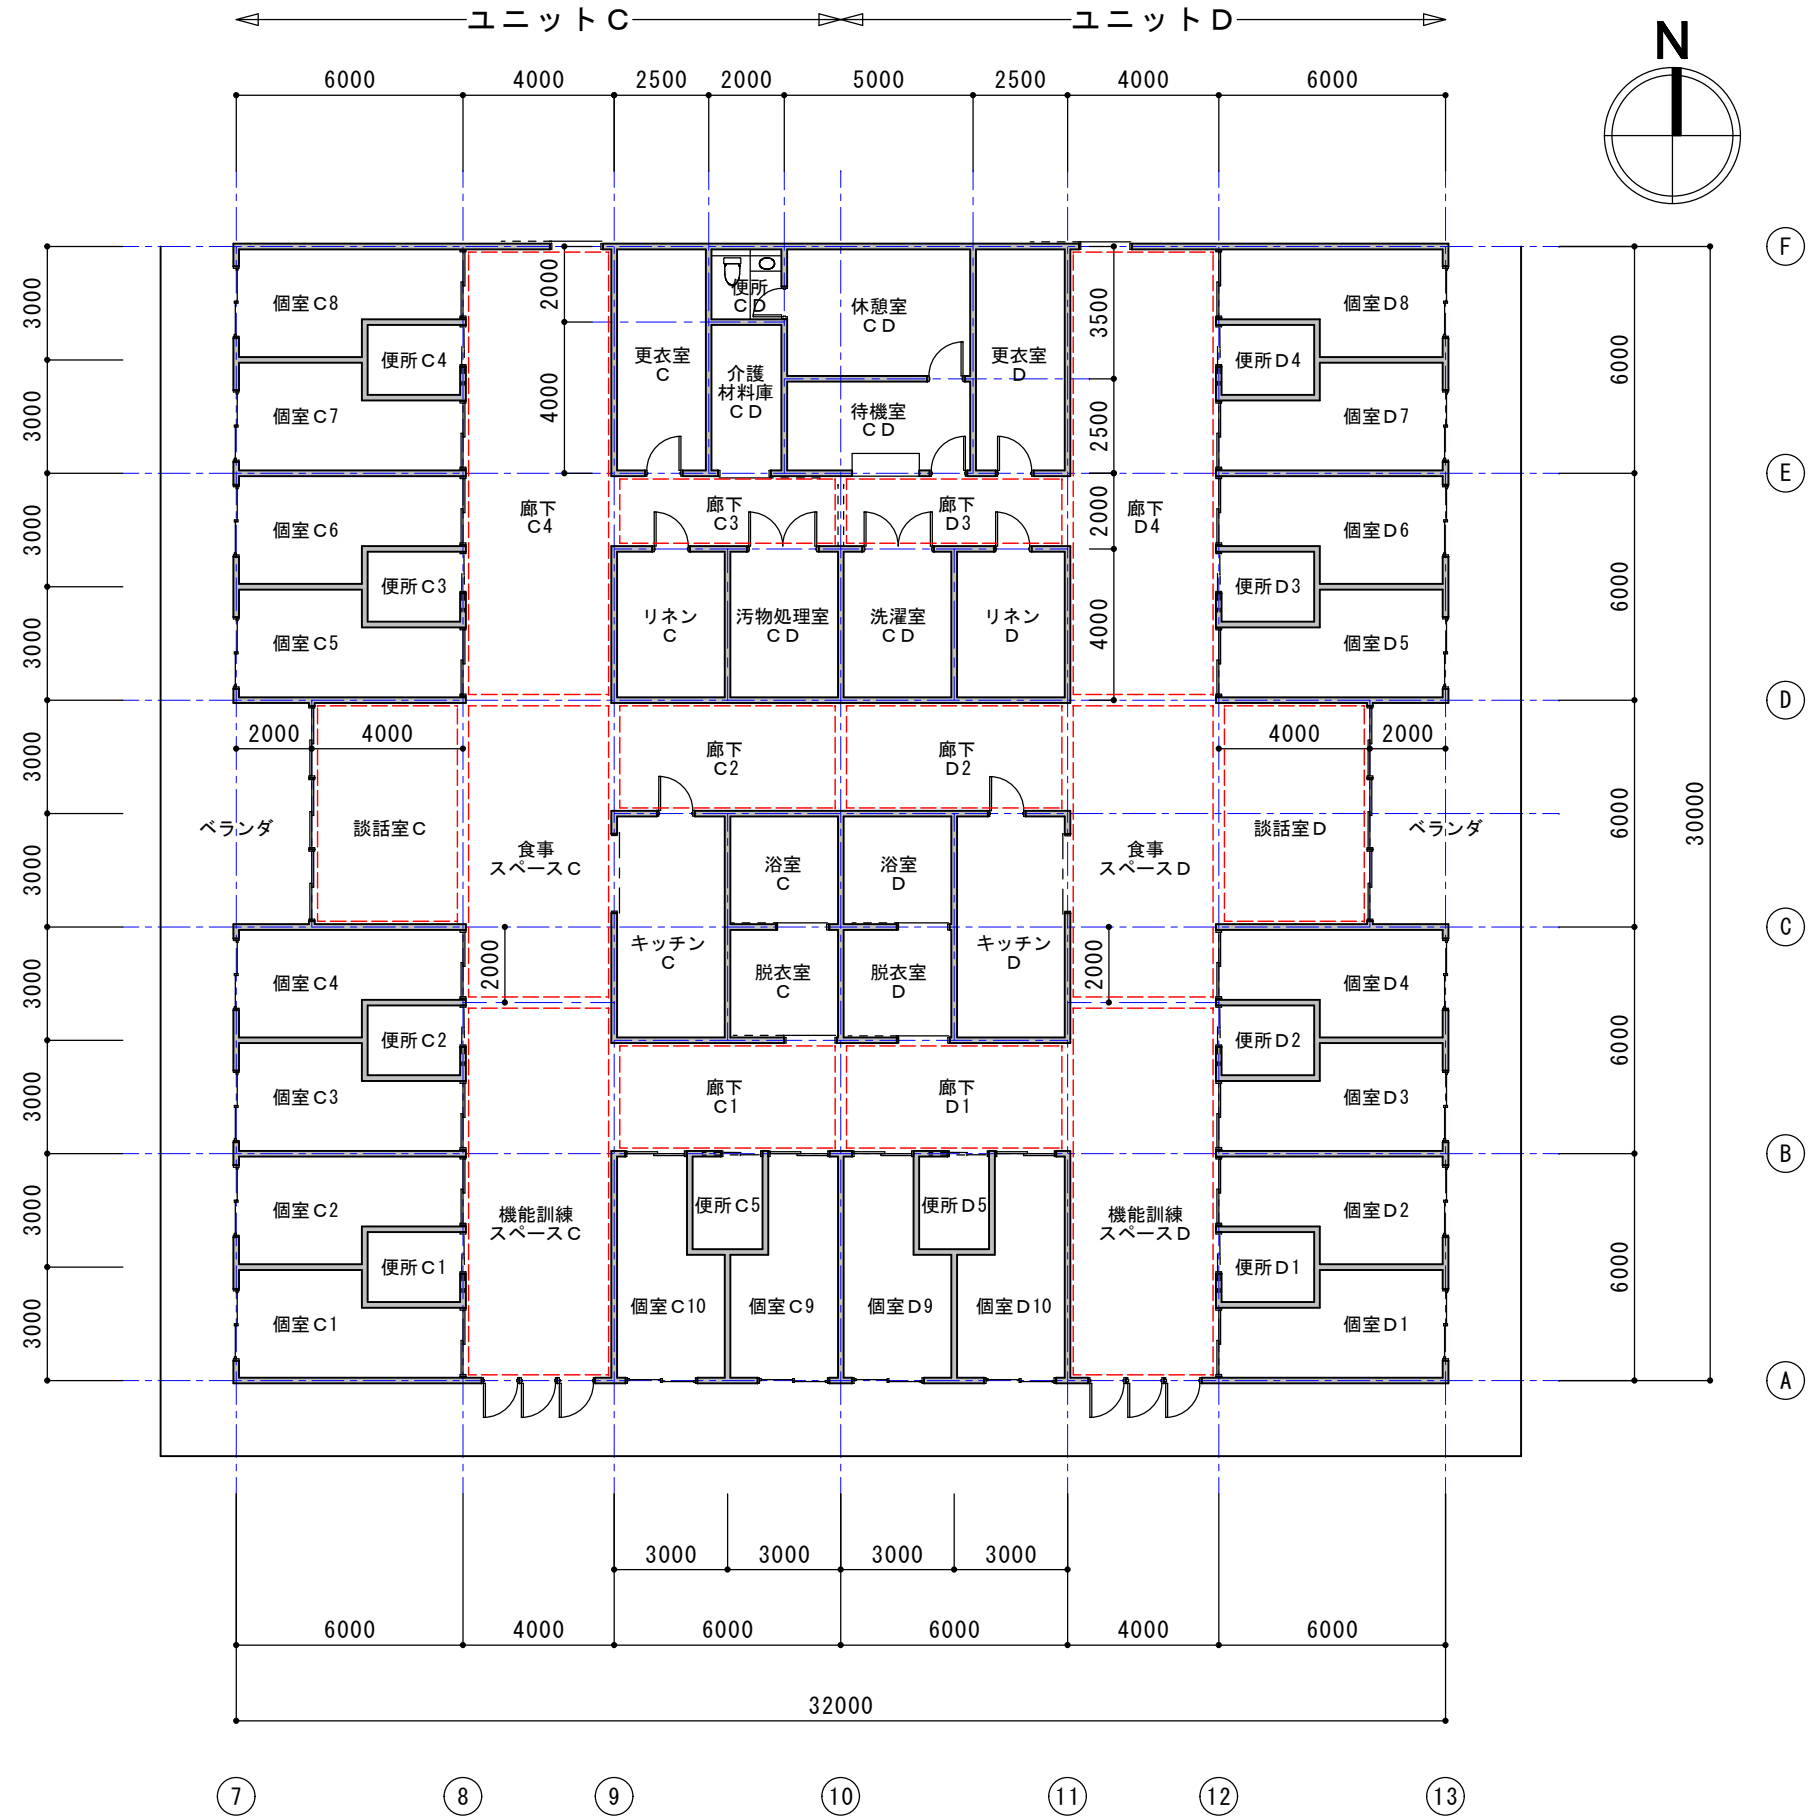 ユニットC
ユニットD
N
6000
4000
2500
2000
5000
2500
4000
6000
F
E
D
C
B
A
3000
3000
3000
3000
3000
3000
3000
3000
3000
3000
6000
6000
6000
6000
6000
30000
個室C8
便所C4
個室C7
2000
4000
更衣室
C
便所
CD
介護
材料庫
CD
休憩室
CD
待機室
CD
更衣室
D
3500
2500
2000
4000
個室D8
便所D4
個室D7
個室C6
便所C3
個室C5
廊下
C4
廊下
C3
廊下
D3
廊下
D4
リネン
C
汚物処理室
CD
洗濯室
CD
リネン
D
個室D6
便所D3
個室D5
2000
4000
ベランダ
談話室C
食事
スペースC
廊下
C2
廊下
D2
食事
スペースD
4000
2000
談話室D
ベランダ
浴室
C
浴室
D
キッチン
C
脱衣室
C
脱衣室
D
キッチン
D
2000
2000
個室C4
便所C2
個室C3
廊下
C1
廊下
D1
個室D4
便所D2
個室D3
個室C2
便所C1
個室C1
機能訓練
スペースC
便所C5
個室C10
個室C9
便所D5
個室D9
個室D10
機能訓練
スペースD
個室D2
便所D1
個室D1
3000
3000
3000
3000
6000
4000
6000
6000
4000
6000
32000
7
8
9
10
11
12
13